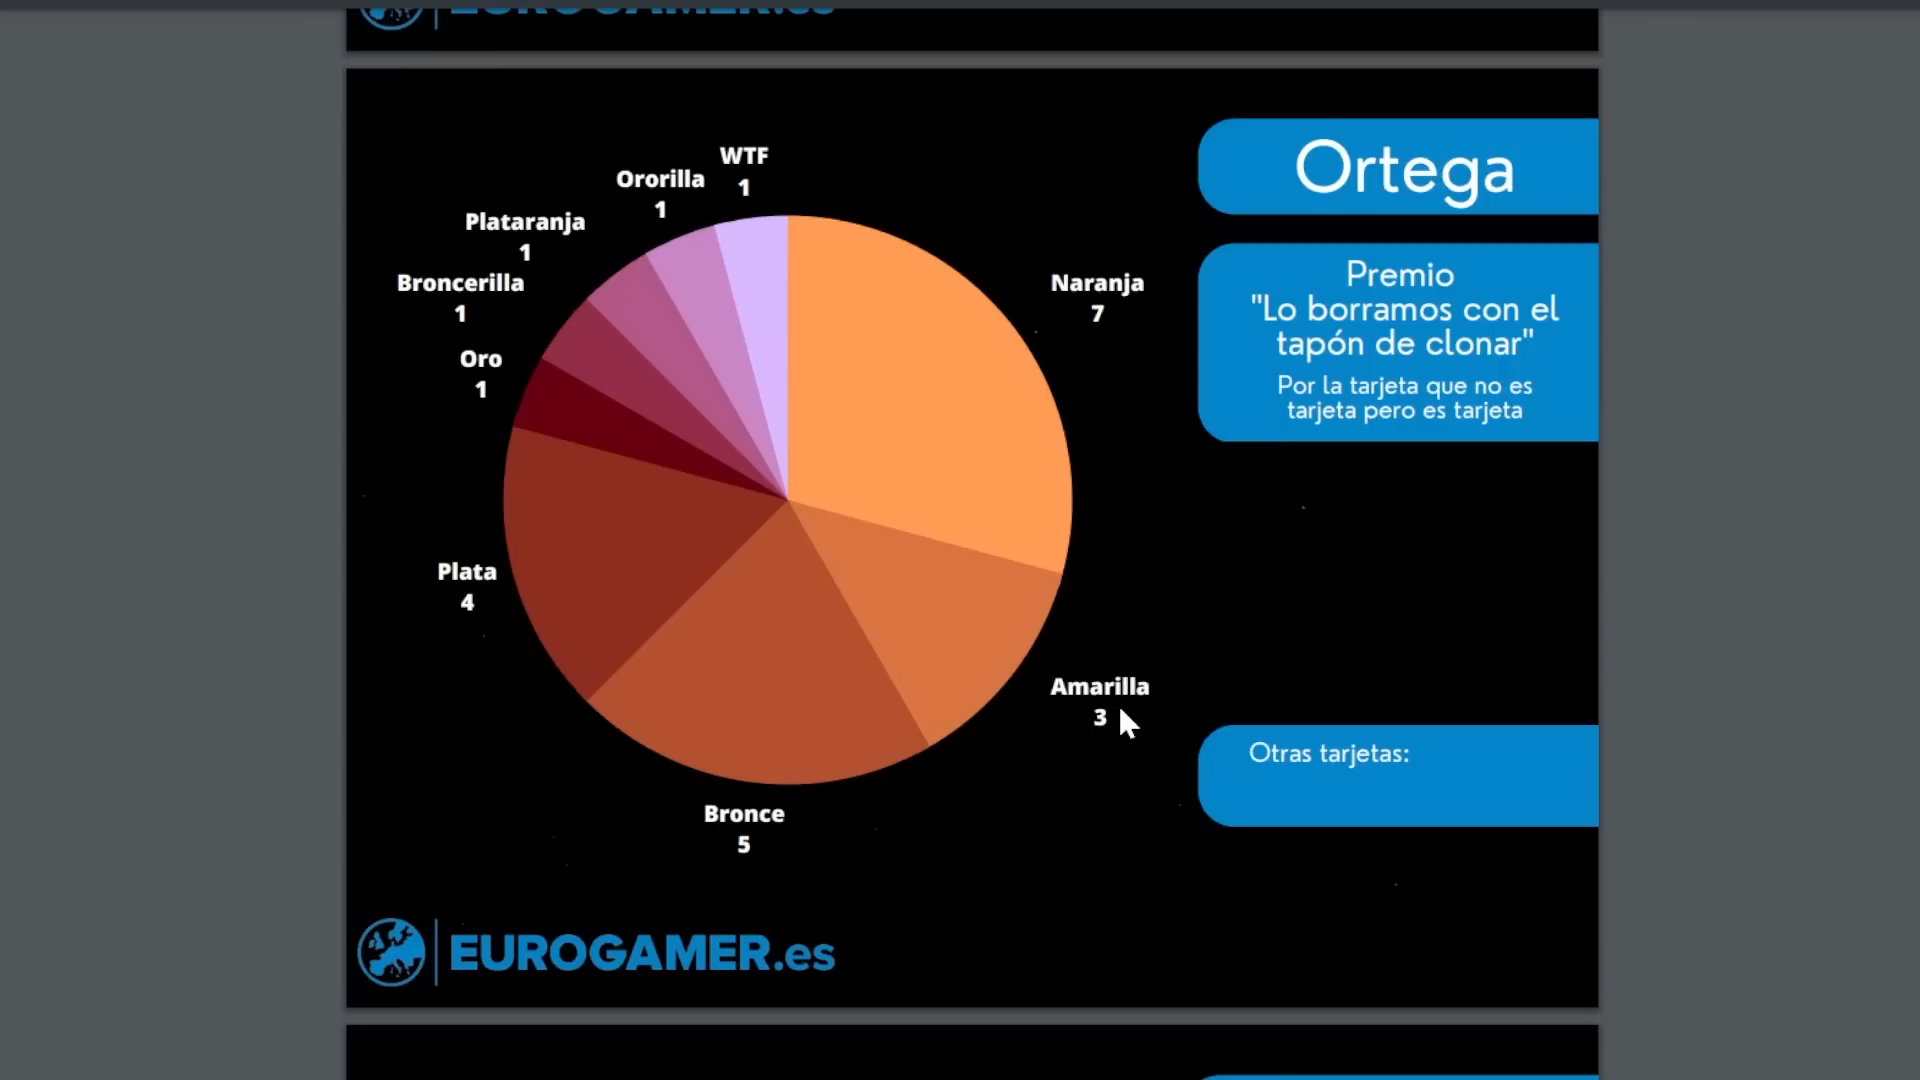 EUROGAMER.es
WTF
1
Ororilla
1
Plataranja
1
Broncerilla
1
Oro
1
Plata
4
Bronce
5
Amarilla
3
Naranja
7
Ortega
Premio
"Lo borramos con el
tapón de clonar"
Por la tarjeta que no es
tarjeta pero es tarjeta
Otras tarjetas:
EUROGAMER.es